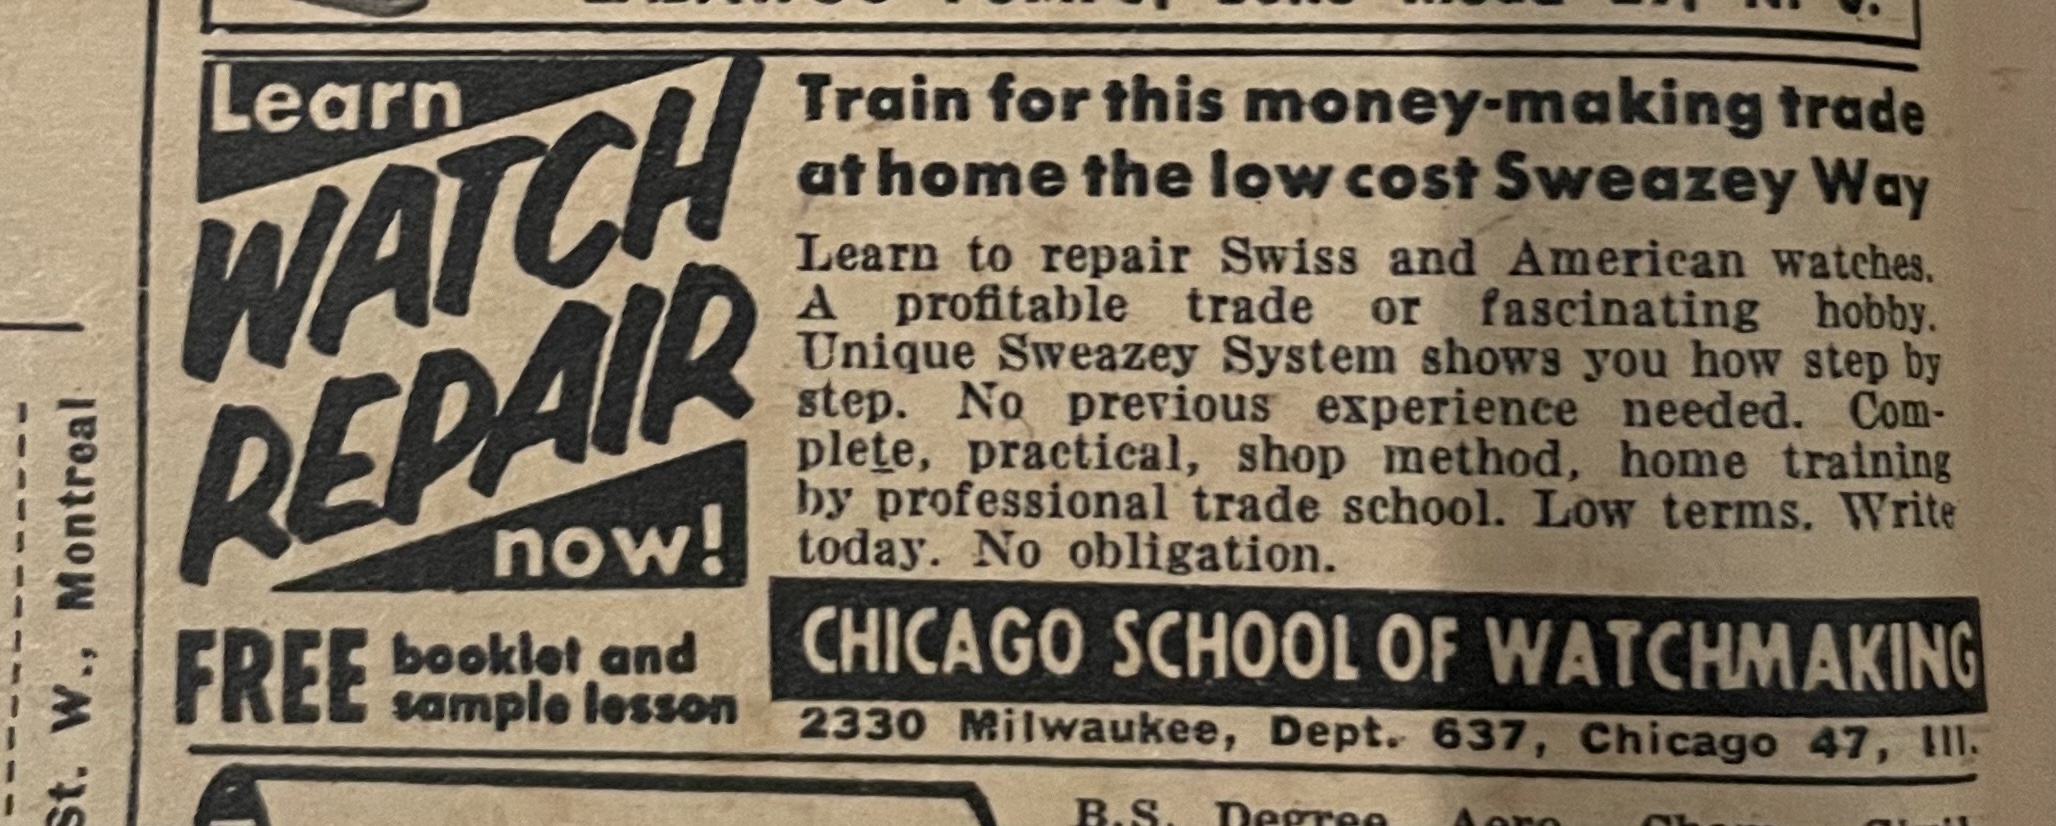 Learn
WATCH
REPAIR
now!
FREE booklet and
sample lesson
Train for this money-making trade
at home the low cost Sweazey Way
Learn to repair Swiss and American watches.
A profitable trade or fascinating hobby.
Unique Sweazey System shows you how step by
step. No previous experience needed. Com-
plete, practical, shop method, home training
by professional trade school. Low terms. Write
today. No obligation.
CHICAGO SCHOOL OF WATCHMAKING
2330 Milwaukee, Dept. 637, Chicago 47, Ill.
St. W., Montreal
B.S. Degree